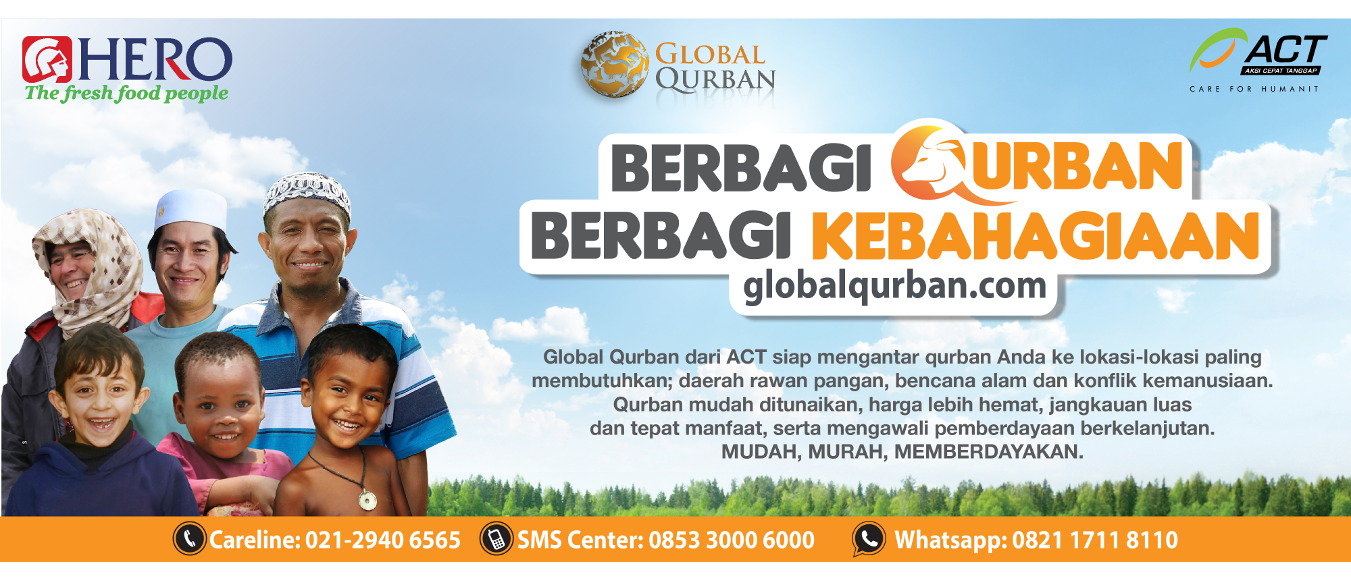 HERO
The fresh food people
GLOBAL
QURBAN
ACT
AKSI CEPAT TANGGAP
CARE FOR HUMANIT
BERBAGI QURBAN
BERBAGI KEBAHAGIAAN
globalqurban.com
Global Qurban dari ACT siap mengantar qurban Anda ke lokasi-lokasi paling
membutuhkan; daerah rawan pangan, bencana alam dan konflik kemanusiaan.
Qurban mudah ditunaikan, harga lebih hemat, jangkauan luas
dan tepat manfaat, serta mengawali pemberdayaan berkelanjutan.
MUDAH, MURAH, MEMBERDAYAKAN.
Careline: 021-2940 6565 SMS Center: 0853 3000 6000 Whatsapp: 0821 1711 8110